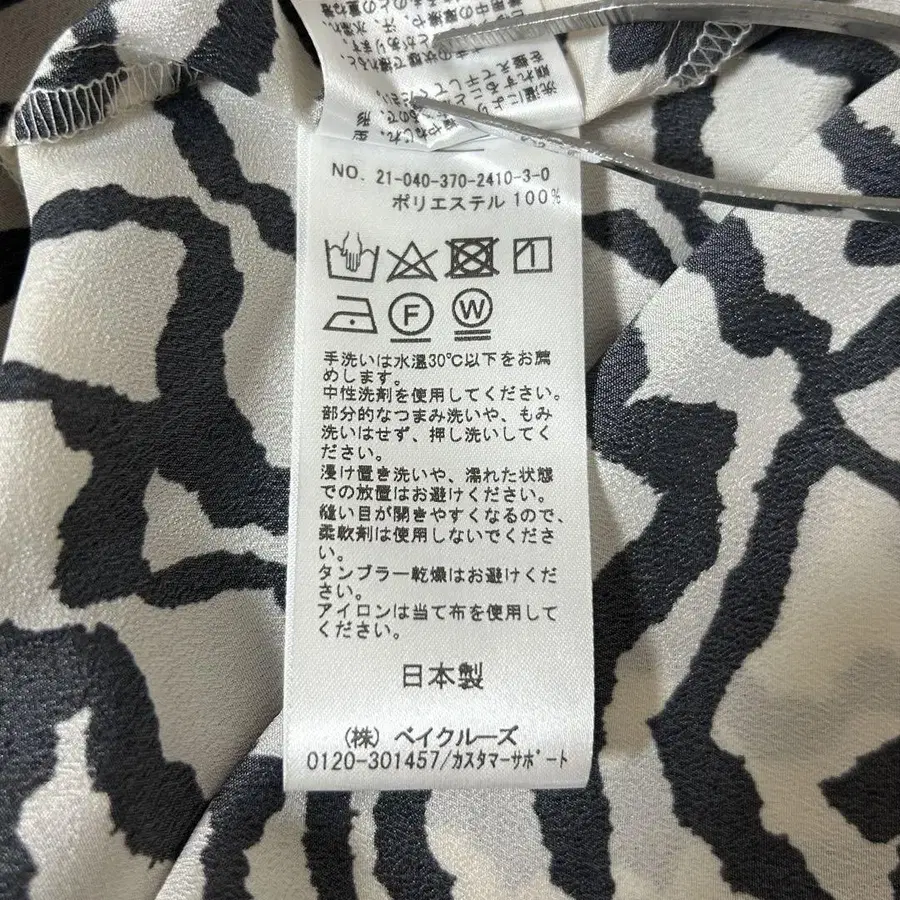 NO. 21-040-370-2410-3-0
ポリエステル 100%
F
W
手洗いは水温30℃以下をお薦
めします。
中性洗剤を使用してください。
部分的なつまみ洗いや、もみ
洗いはせず、押し洗いしてく
ださい。
浸け置き洗いや、濡れた状態
での放置はお避けください。
縫い目が開きやすくなるので、
柔軟剤は使用しないでくださ
い。
タンブラー乾燥はお避けくだ
さい。
アイロンは当て布を使用して
ください。
日本製
(株) ベイクルーズ
0120-301457/カスタマーサポート